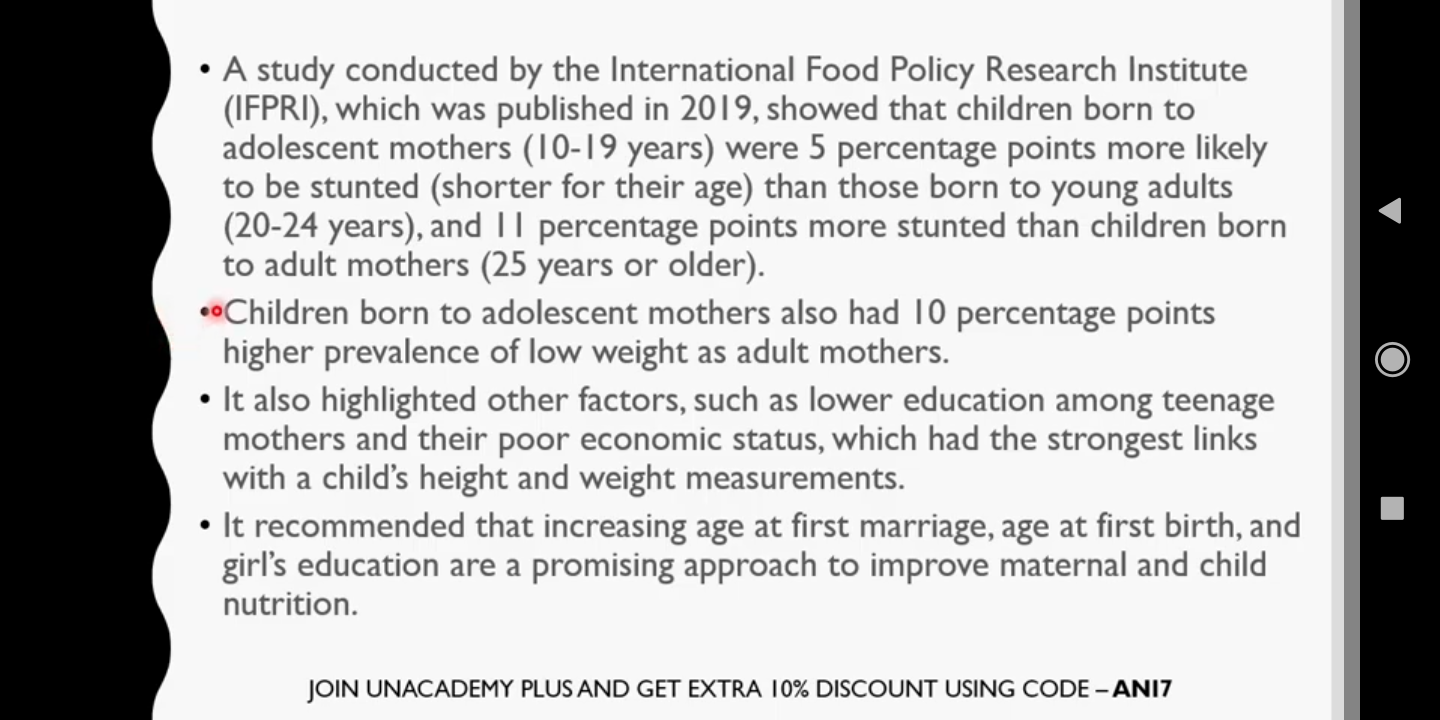 • A study conducted by the International Food Policy Research Institute
(IFPRI), which was published in 2019, showed that children born to
adolescent mothers (10-19 years) were 5 percentage points more likely
to be stunted (shorter for their age) than those born to young adults
(20-24 years), and 11 percentage points more stunted than children born
to adult mothers (25 years or older).
• Children born to adolescent mothers also had 10 percentage points
higher prevalence of low weight as adult mothers.
• It also highlighted other factors, such as lower education among teenage
mothers and their poor economic status, which had the strongest links
with a child's height and weight measurements.
• It recommended that increasing age at first marriage, age at first birth, and
girl's education are a promising approach to improve maternal and child
nutrition.
JOIN UNACADEMY PLUS AND GET EXTRA 10% DISCOUNT USING CODE – AN17